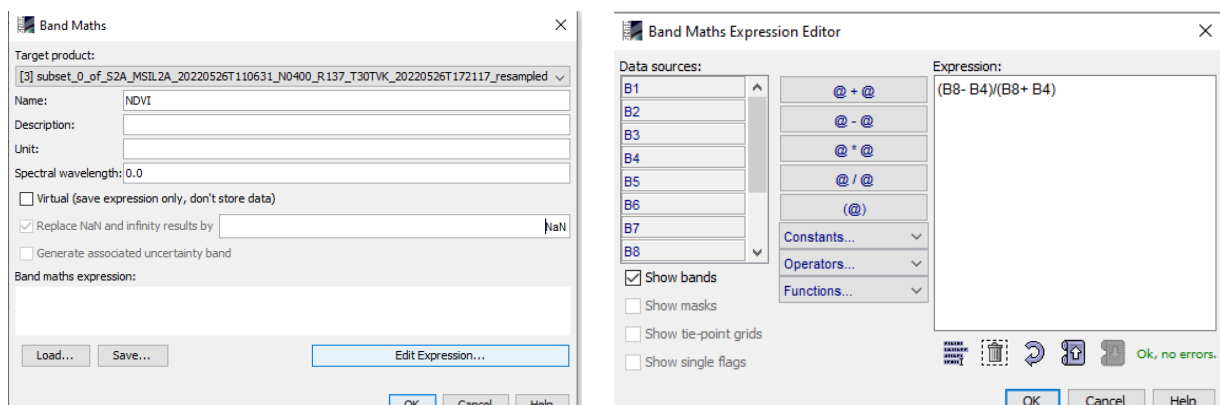 Band Maths
Target product:
[3] subset_0_of_S2A_MSIL2A_20220526T110631_N0400_R137_T30TVK_20220526T172117_resampled
Name: NDVI
Description:
Unit:
Spectral wavelength: 0.0
Virtual (save expression only, don't store data)
Replace NaN and infinity results by NaN
Generate associated uncertainty band
Band maths expression:
Load... Save... Edit Expression...
OK Cancel Help
Band Maths Expression Editor
Data sources:
B1
B2
B3
B4
B5
B6
B7
B8
Show bands
Show masks
Show tie-point grids
Show single flags
@ + @
@ - @
@ * @
@ / @
(@)
Constants...
Operators...
Functions...
Expression:
(B8- B4)/(B8+ B4)
Ok, no errors.
OK Cancel Help